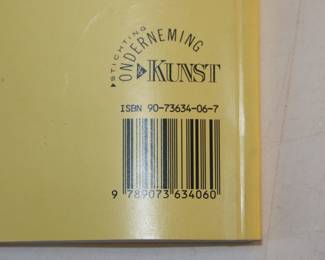 STICHTING
ONDERNEMING
& KUNST
ISBN 90-73634-06-7
9 789073 634060